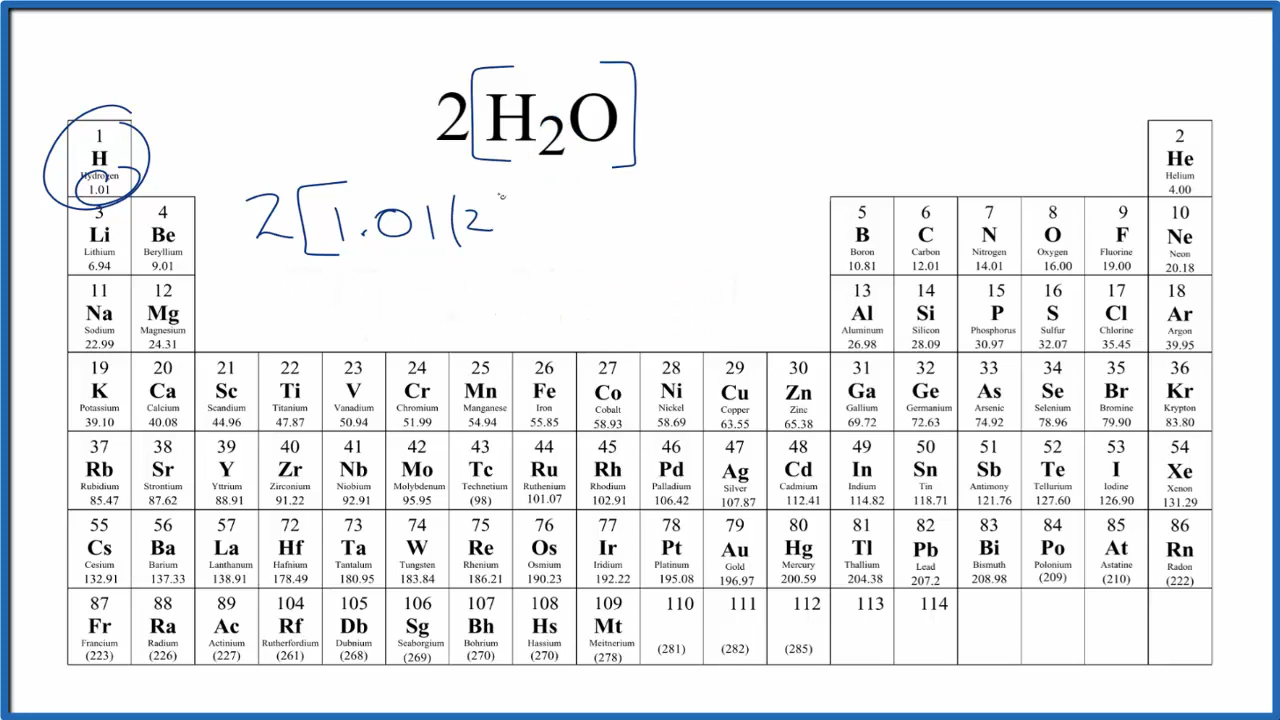 2[H₂O]
1 2
H He
Hydrogen Helium
1.01 4.00
2[1.01(2
3 4 5 6 7 8 9 10
Li Be B C N O F Ne
Lithium Beryllium Boron Carbon Nitrogen Oxygen Fluorine Neon
6.94 9.01 10.81 12.01 14.01 16.00 19.00 20.18
11 12 13 14 15 16 17 18
Na Mg Al Si P S Cl Ar
Sodium Magnesium Aluminum Silicon Phosphorus Sulfur Chlorine Argon
22.99 24.31 26.98 28.09 30.97 32.07 35.45 39.95
19 20 21 22 23 24 25 26 27 28 29 30 31 32 33 34 35 36
K Ca Sc Ti V Cr Mn Fe Co Ni Cu Zn Ga Ge As Se Br Kr
Potassium Calcium Scandium Titanium Vanadium Chromium Manganese Iron Cobalt Nickel Copper Zinc Gallium Germanium Arsenic Selenium Bromine Krypton
39.10 40.08 44.96 47.87 50.94 51.99 54.94 55.85 58.93 58.69 63.55 65.38 69.72 72.63 74.92 78.96 79.90 83.80
37 38 39 40 41 42 43 44 45 46 47 48 49 50 51 52 53 54
Rb Sr Y Zr Nb Mo Tc Ru Rh Pd Ag Cd In Sn Sb Te I Xe
Rubidium Strontium Yttrium Zirconium Niobium Molybdenum Technetium Ruthenium Rhodium Palladium Silver Cadmium Indium Tin Antimony Tellurium Iodine Xenon
85.47 87.62 88.91 91.22 92.91 95.95 (98) 101.07 102.91 106.42 107.87 112.41 114.82 118.71 121.76 127.60 126.90 131.29
55 56 57 72 73 74 75 76 77 78 79 80 81 82 83 84 85 86
Cs Ba La Hf Ta W Re Os Ir Pt Au Hg Tl Pb Bi Po At Rn
Cesium Barium Lanthanum Hafnium Tantalum Tungsten Rhenium Osmium Iridium Platinum Gold Mercury Thallium Lead Bismuth Polonium Astatine Radon
132.91 137.33 138.91 178.49 180.95 183.84 186.21 190.23 192.22 195.08 196.97 200.59 204.38 207.2 208.98 (209) (210) (222)
87 88 89 104 105 106 107 108 109 110 111 112 113 114
Fr Ra Ac Rf Db Sg Bh Hs Mt
Francium Radium Actinium Rutherfordium Dubnium Seaborgium Bohrium Hassium Meitnerium
(223) (226) (227) (261) (268) (269) (270) (270) (278) (281) (282) (285)